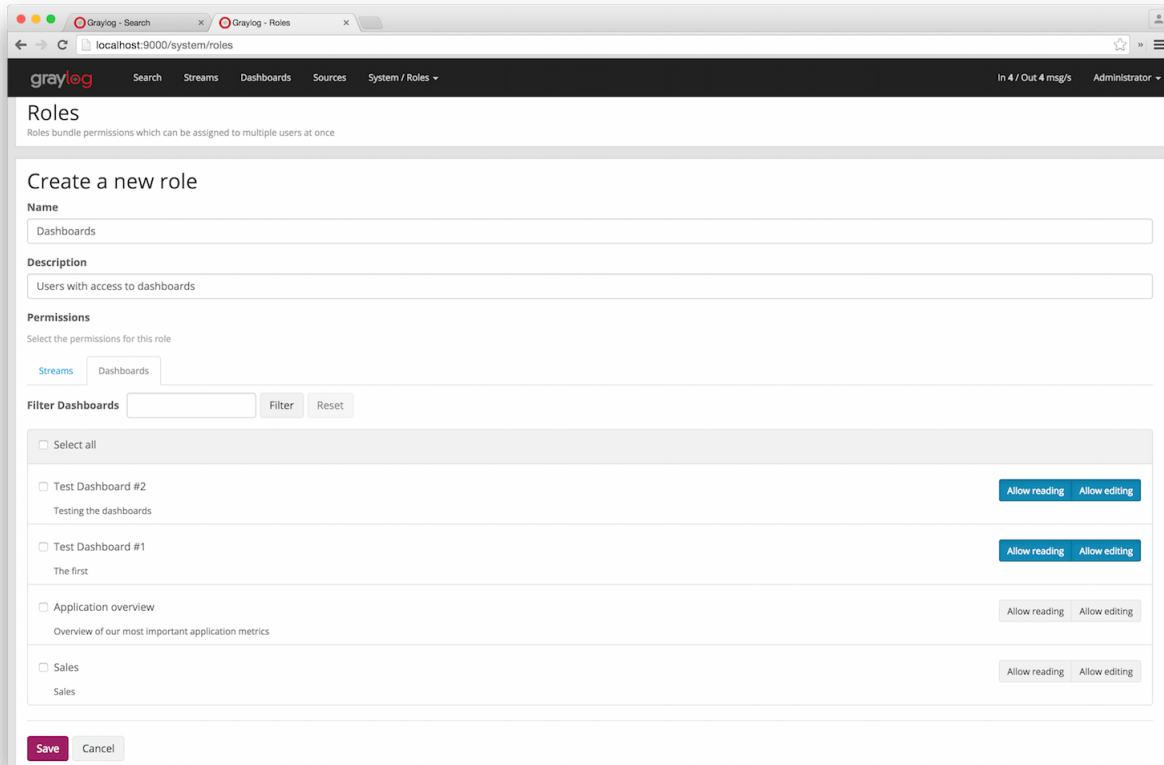 Graylog - Search × Graylog - Roles ×
localhost:9000/system/roles »
graylog Search Streams Dashboards Sources System / Roles In 4 / Out 4 msg/s Administrator
Roles
Roles bundle permissions which can be assigned to multiple users at once
Create a new role
Name
Dashboards
Description
Users with access to dashboards
Permissions
Select the permissions for this role
Streams Dashboards
Filter Dashboards Filter Reset
Select all
Test Dashboard #2 Allow reading Allow editing
Testing the dashboards
Test Dashboard #1 Allow reading Allow editing
The first
Application overview Allow reading Allow editing
Overview of our most important application metrics
Sales Allow reading Allow editing
Sales
Save Cancel